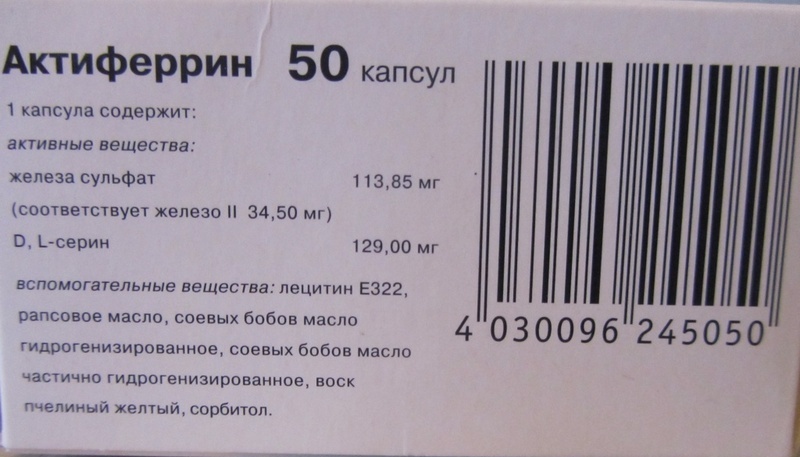 Актиферрин 50 капсул
1 капсула содержит:
активные вещества:
железа сульфат 113,85 мг
(соответствует железо II 34,50 мг)
D, L-серин 129,00 мг
вспомогательные вещества: лецитин Е322,
рапсовое масло, соевых бобов масло
гидрогенизированное, соевых бобов масло
частично гидрогенизированное, воск
пчелиный желтый, сорбитол.
4 030096 245050